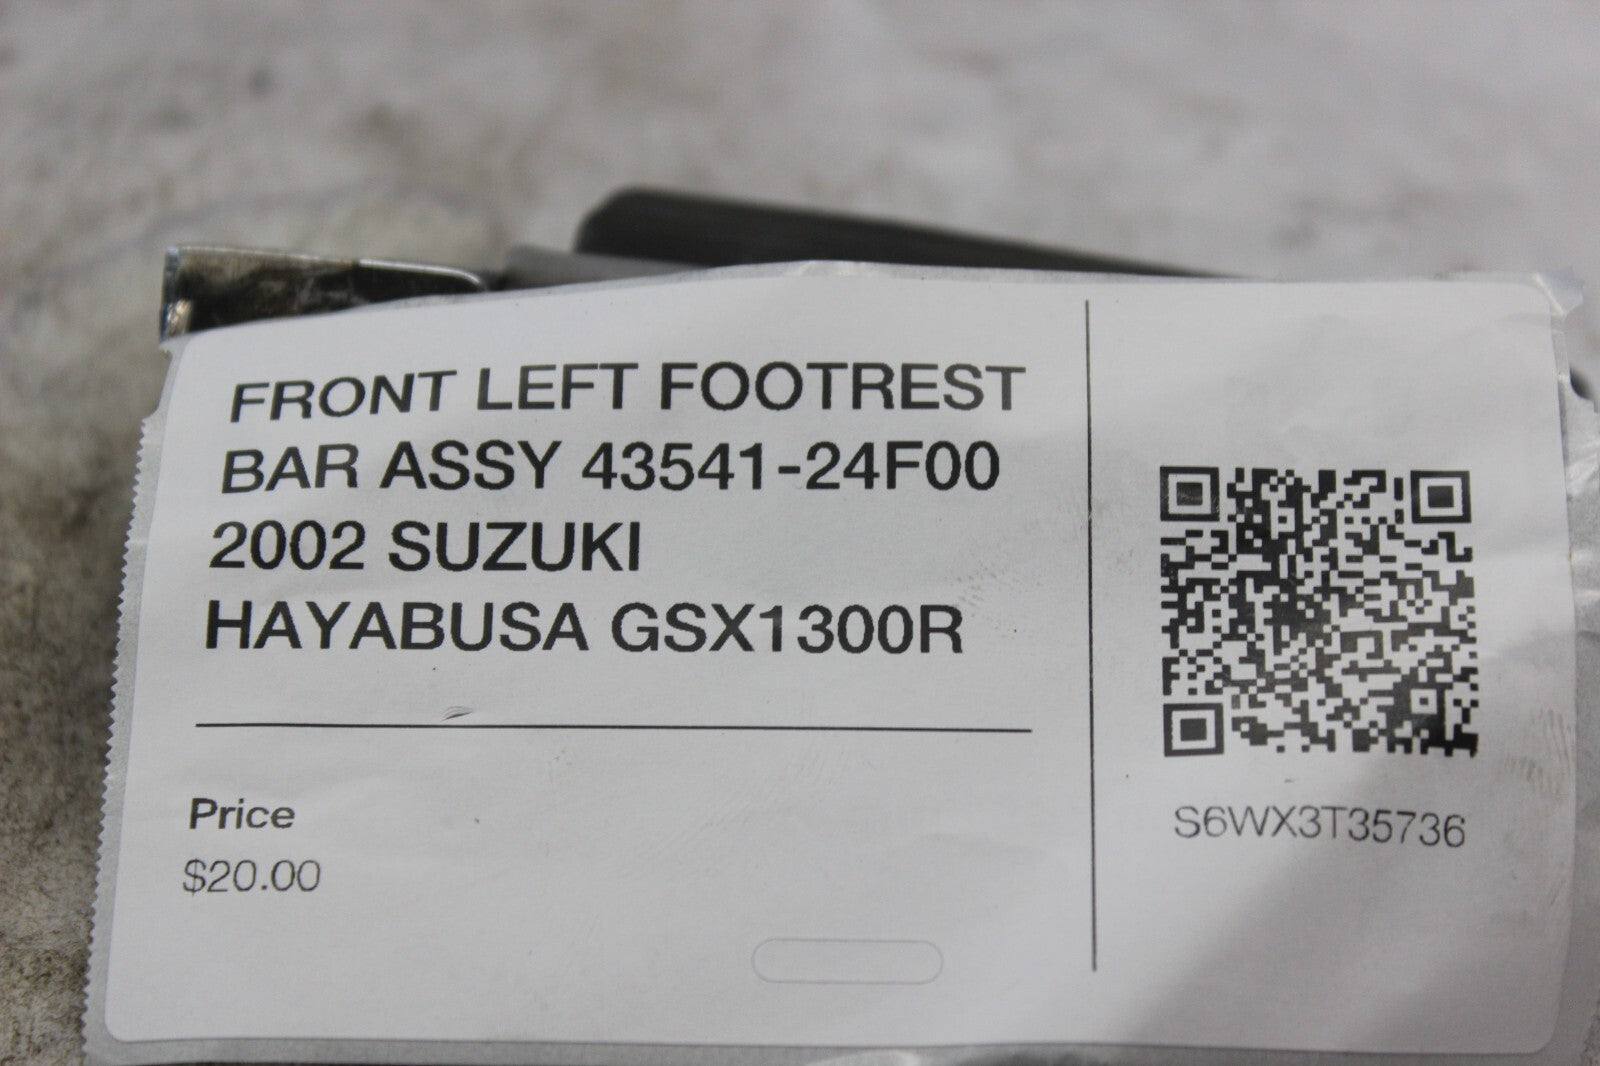 FRONT LEFT FOOTREST
BAR ASSY 43541-24F00
2002 SUZUKI
HAYABUSA GSX1300R
Price
$20.00
S6WX3T35736